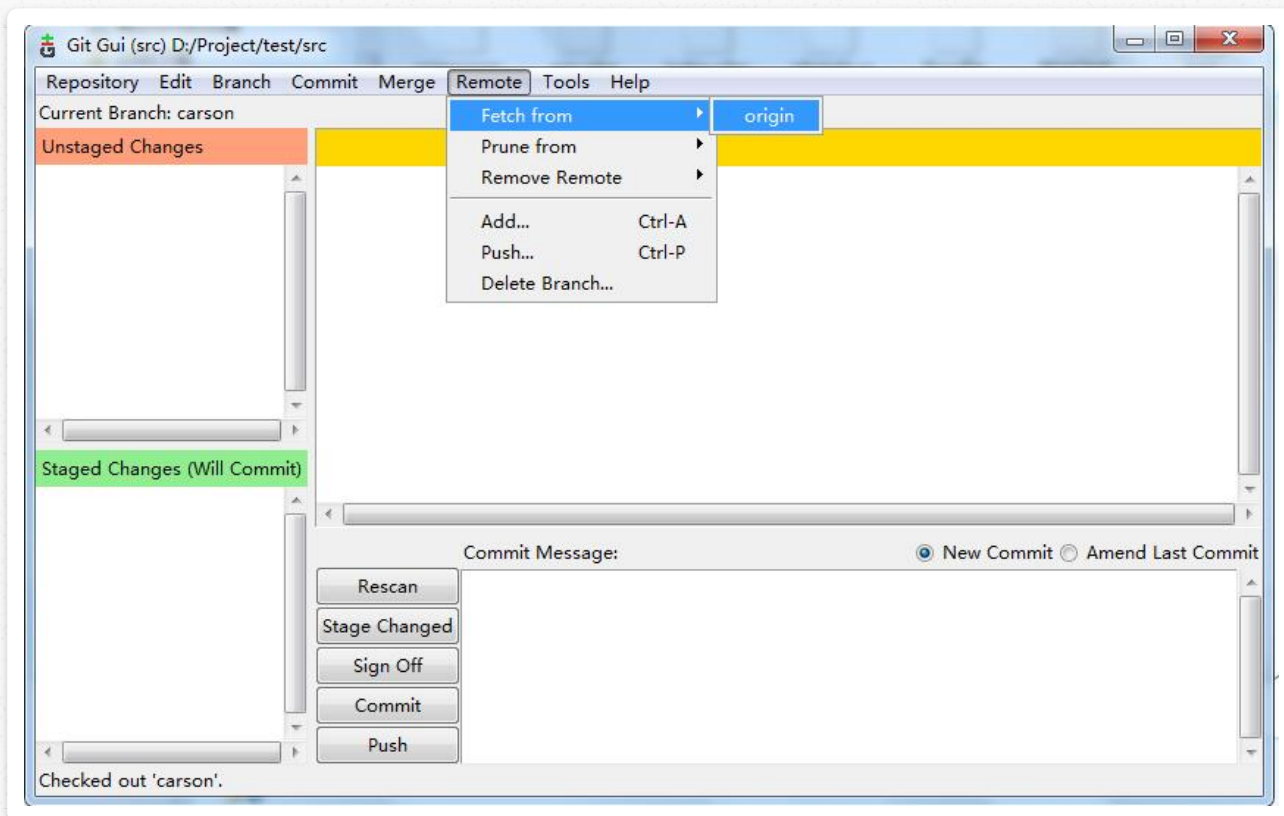 Git Gui (src) D:/Project/test/src
Repository Edit Branch Commit Merge Remote Tools Help
Current Branch: carson
Fetch from origin
Unstaged Changes
Prune from
Remove Remote
Add... Ctrl-A
Push... Ctrl-P
Delete Branch...
Staged Changes (Will Commit)
Commit Message: New Commit Amend Last Commit
Rescan
Stage Changed
Sign Off
Commit
Push
Checked out 'carson'.